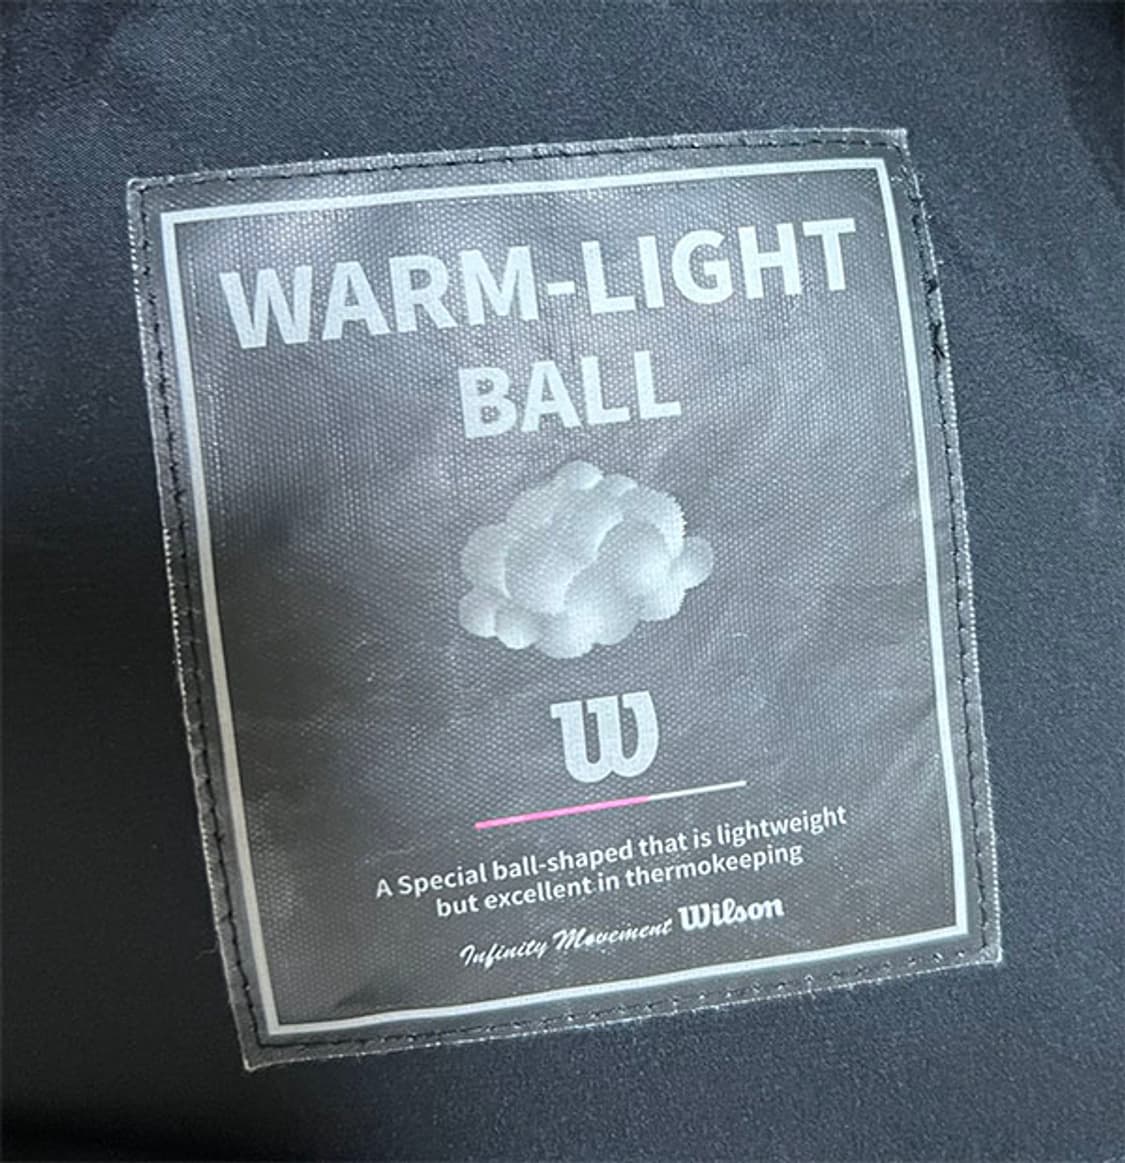 WARM-LIGHT
BALL
W
A Special ball-shaped that is lightweight
but excellent in thermokeeping
Infinity Movement Wilson